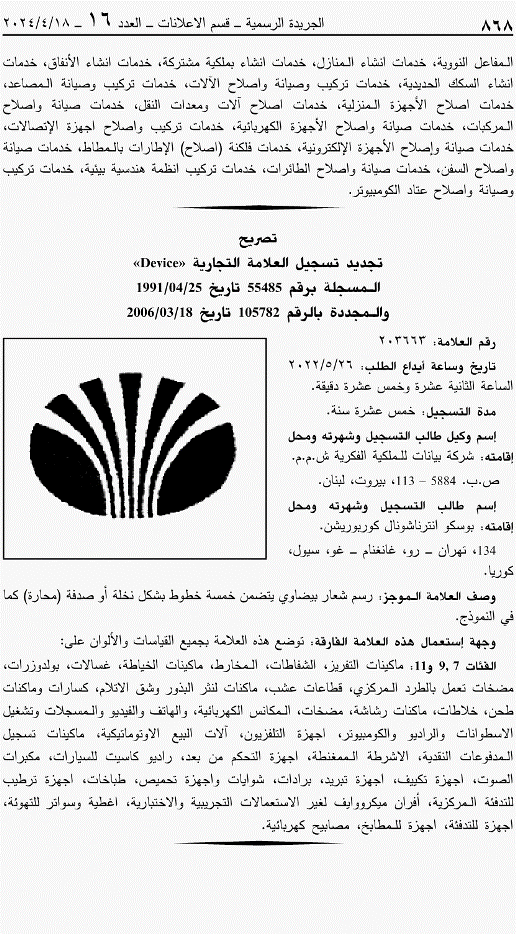 ٨٦٨
الجريدة الرسمية – قسم الاعلانات – العدد ١٦ – ٢٠٢٤/٤/١٨
المفاعل النووية، خدمات انشاء المنازل، خدمات انشاء بملكية مشتركة، خدمات انشاء الأنفاق، خدمات
انشاء السكك الحديدية، خدمات تركيب وصيانة واصلاح الآلات، خدمات تركيب وصيانة المصاعد،
خدمات اصلاح الأجهزة المنزلية، خدمات اصلاح آلات ومعدات النقل، خدمات صيانة واصلاح
المركبات، خدمات صيانة واصلاح الأجهزة الكهربائية، خدمات تركيب واصلاح اجهزة الإتصالات،
خدمات صيانة وإصلاح الأجهزة الإلكترونية، خدمات فلكنة (اصلاح) الإطارات بالمطاط، خدمات صيانة
واصلاح السفن، خدمات صيانة واصلاح الطائرات، خدمات تركيب انظمة هندسية بيئية، خدمات تركيب
وصيانة واصلاح عتاد الكومبيوتر.
تصريح
تجديد تسجيل العلامة التجارية «Device»
المسجلة برقم 55485 تاريخ 1991/04/25
والمجددة بالرقم 105782 تاريخ 2006/03/18
رقم العلامة: ٢٠٣٦٦٣
تاريخ وساعة أيداع الطلب: ٢٠٢٢/٥/٢٦
الساعة الثانية عشرة وخمس عشرة دقيقة.
مدة التسجيل: خمس عشرة سنة.
إسم وكيل طالب التسجيل وشهرته ومحل
إقامته: شركة بيانات للملكية الفكرية ش.م.م.
ص.ب. 5884 – 113، بيروت، لبنان.
إسم طالب التسجيل وشهرته ومحل
إقامته: بوسكو انترناشونال كوربوريشن.
134، تهران – رو، غانغنام – غو، سيول،
كوريا.
وصف العلامة الموجز: رسم شعار بيضاوي يتضمن خمسة خطوط بشكل نخلة أو صدفة (محارة) كما
في النموذج.
وجهة إستعمال هذه العلامة الفارقة: توضع هذه العلامة بجميع القياسات والألوان على:
الفئات 7, 9 و11: ماكينات التفريز، الشفاطات، المخارط، ماكينات الخياطة، غسالات، بولدوزرات،
مضخات تعمل بالطرد المركزي، قطاعات عشب، ماكنات لنثر البذور وشق الاتلام، كسارات وماكنات
طحن، خلاطات، ماكنات رشاشة، مضخات، المكانس الكهربائية، والهاتف والفيديو والمسجلات وتشغيل
الاسطوانات والراديو والكومبيوتر، اجهزة التلفزيون، آلات البيع الاوتوماتيكية، ماكينات تسجيل
المدفوعات النقدية، الاشرطة الممغنطة، اجهزة التحكم من بعد، راديو كاسيت للسيارات، مكبرات
الصوت، اجهزة تكييف، اجهزة تبريد، برادات، شوايات واجهزة تحميص، طباخات، اجهزة ترطيب
للتدفئة المركزية، أفران ميكروويف لغير الاستعمالات التجريبية والاختبارية، اغطية وسواتر للتهوئة،
اجهزة للتدفئة، اجهزة للمطابخ، مصابيح كهربائية.